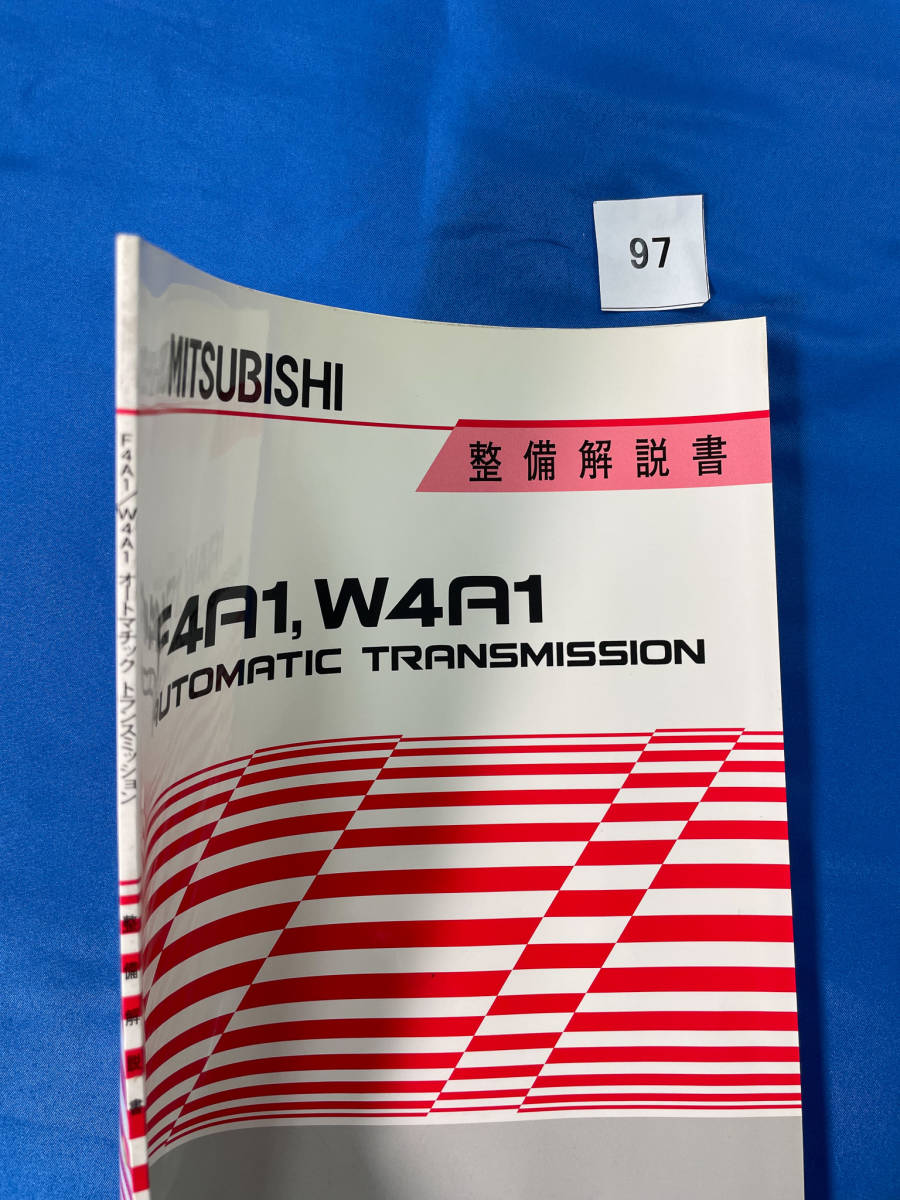 97
MITSUBISHI
整備解説書
F4A1, W4A1
AUTOMATIC TRANSMISSION
F4A1/W4A1 オートマチック トランスミッション
整備解説書